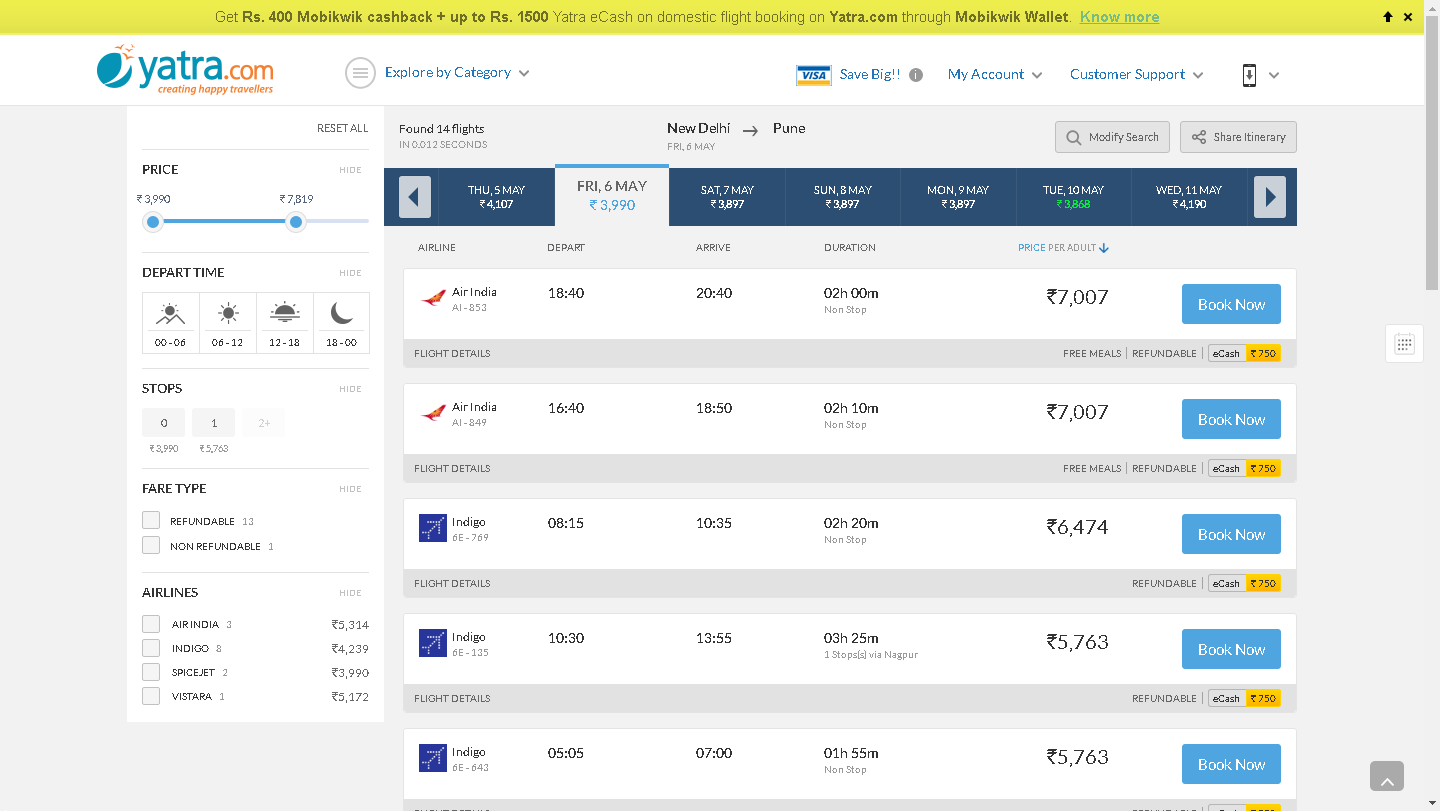 Get Rs. 400 Mobikwik cashback + up to Rs. 1500 Yatra eCash on domestic flight booking on Yatra.com through Mobikwik Wallet. Know more
yatra.com
creating happy travellers
Explore by Category
VISA Save Big!!
My Account
Customer Support
RESET ALL
PRICE HIDE
₹3,990 ₹7,819
DEPART TIME HIDE
00 - 06 06 - 12 12 - 18 18 - 00
STOPS HIDE
0 1 2+
₹3,990 ₹5,763
FARE TYPE HIDE
REFUNDABLE 13
NON REFUNDABLE 1
AIRLINES HIDE
AIR INDIA 3 ₹5,314
INDIGO 8 ₹4,239
SPICEJET 2 ₹3,990
VISTARA 1 ₹5,172
Found 14 flights
IN 0.012 SECONDS
New Delhi → Pune
FRI, 6 MAY
Modify Search
Share Itinerary
THU, 5 MAY
₹4,107
FRI, 6 MAY
₹3,990
SAT, 7 MAY
₹3,897
SUN, 8 MAY
₹3,897
MON, 9 MAY
₹3,897
TUE, 10 MAY
₹3,868
WED, 11 MAY
₹4,190
AIRLINE DEPART ARRIVE DURATION PRICE PER ADULT
Air India 18:40 20:40 02h 00m ₹7,007 Book Now
AI - 853 Non Stop
FLIGHT DETAILS FREE MEALS | REFUNDABLE | eCash ₹750
Air India 16:40 18:50 02h 10m ₹7,007 Book Now
AI - 849 Non Stop
FLIGHT DETAILS FREE MEALS | REFUNDABLE | eCash ₹750
Indigo 08:15 10:35 02h 20m ₹6,474 Book Now
6E - 769 Non Stop
FLIGHT DETAILS REFUNDABLE | eCash ₹750
Indigo 10:30 13:55 03h 25m ₹5,763 Book Now
6E - 135 1 Stops(s) via Nagpur
FLIGHT DETAILS REFUNDABLE | eCash ₹750
Indigo 05:05 07:00 01h 55m ₹5,763 Book Now
6E - 643 Non Stop